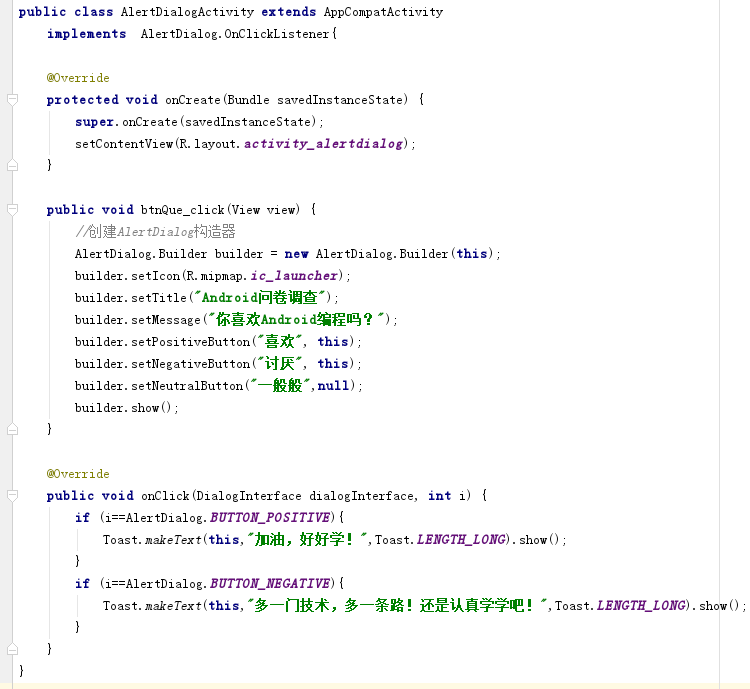 public class AlertDialogActivity extends AppCompatActivity
implements  AlertDialog.OnClickListener{
@Override
protected void onCreate(Bundle savedInstanceState) {
super.onCreate(savedInstanceState);
setContentView(R.layout.activity_alertdialog);
}
public void btnQue_click(View view) {
//创建AlertDialog构造器
AlertDialog.Builder builder = new AlertDialog.Builder(this);
builder.setIcon(R.mipmap.ic_launcher);
builder.setTitle("Android问卷调查");
builder.setMessage("你喜欢Android编程吗？");
builder.setPositiveButton("喜欢", this);
builder.setNegativeButton("讨厌", this);
builder.setNeutralButton("一般般",null);
builder.show();
}
@Override
public void onClick(DialogInterface dialogInterface, int i) {
if (i==AlertDialog.BUTTON_POSITIVE){
Toast.makeText(this,"加油，好好学！",Toast.LENGTH_LONG).show();
}
if (i==AlertDialog.BUTTON_NEGATIVE){
Toast.makeText(this,"多一门技术，多一条路！还是认真学学吧！",Toast.LENGTH_LONG).show();
}
}
}